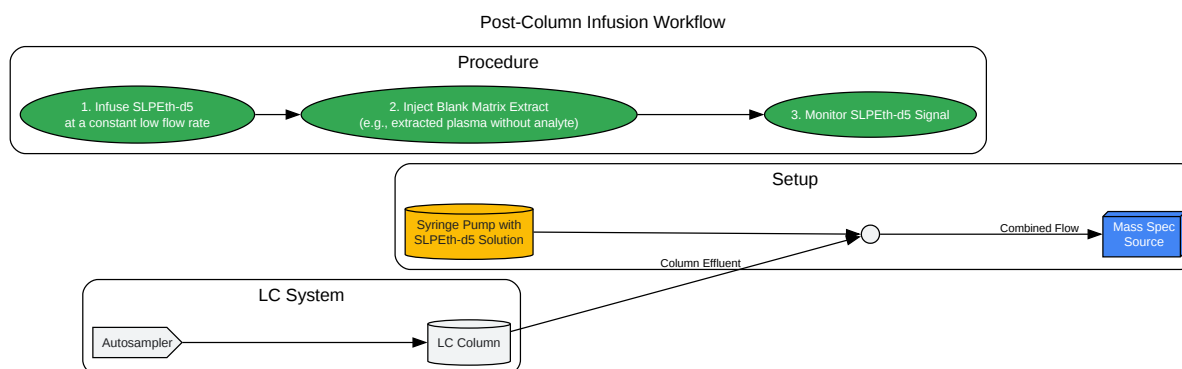 Post-Column Infusion Workflow
Procedure
1. Infuse SLPEth-d5
at a constant low flow rate
2. Inject Blank Matrix Extract
(e.g., extracted plasma without analyte)
3. Monitor SLPEth-d5 Signal
Setup
Syringe Pump with
SLPEth-d5 Solution
Combined Flow
Mass Spec
Source
Column Effluent
LC System
Autosampler
LC Column